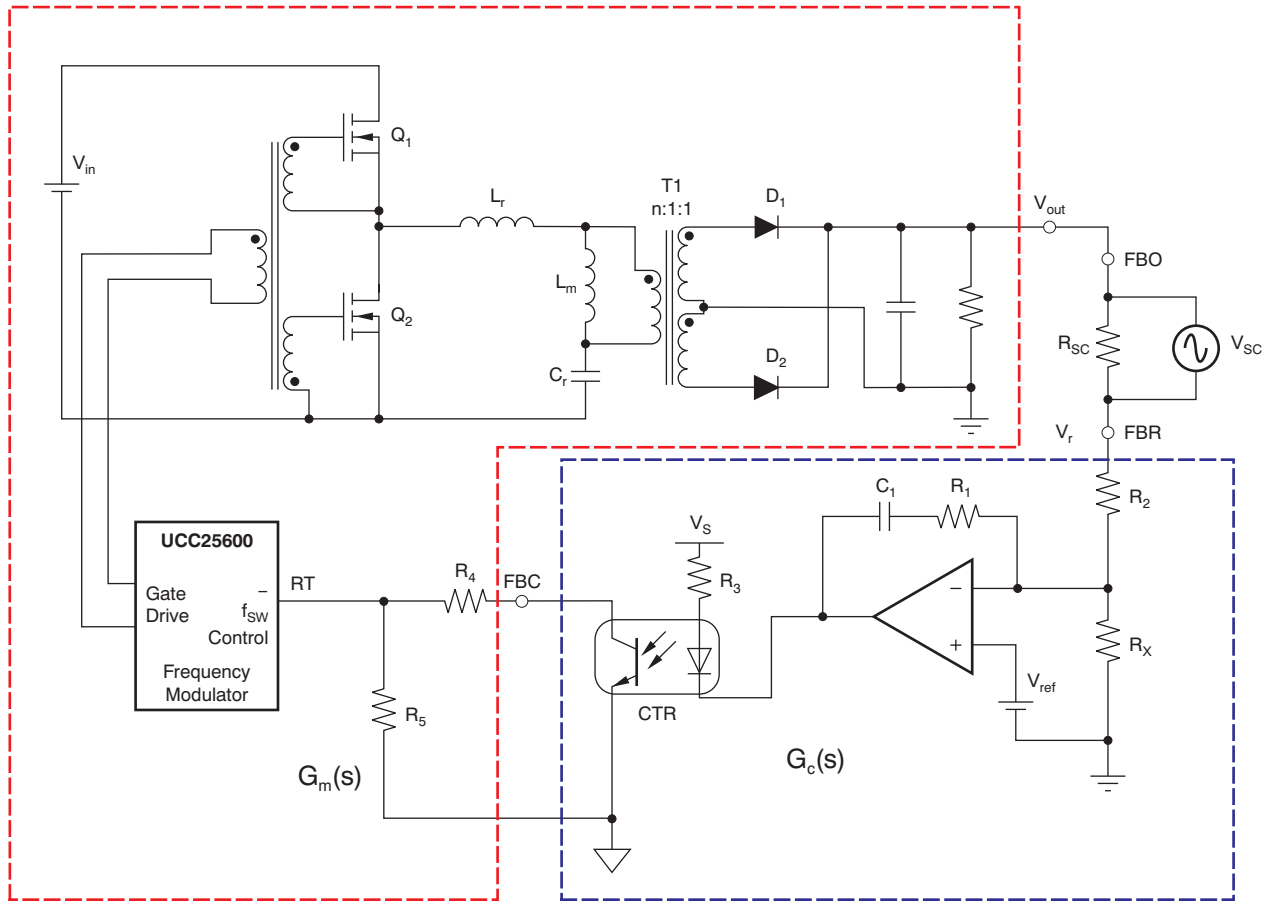 Q1
Vin
Lr
T1
n:1:1
D1
Vout
FBO
Lm
Q2
RSC
VSC
D2
Cr
Vr
FBR
C1
R1
R2
VS
UCC25600
RT
R4
FBC
R3
Gate
Drive
–
fSW
Control
Frequency
Modulator
–
+
RX
Vref
R5
CTR
Gm(s)
Gc(s)